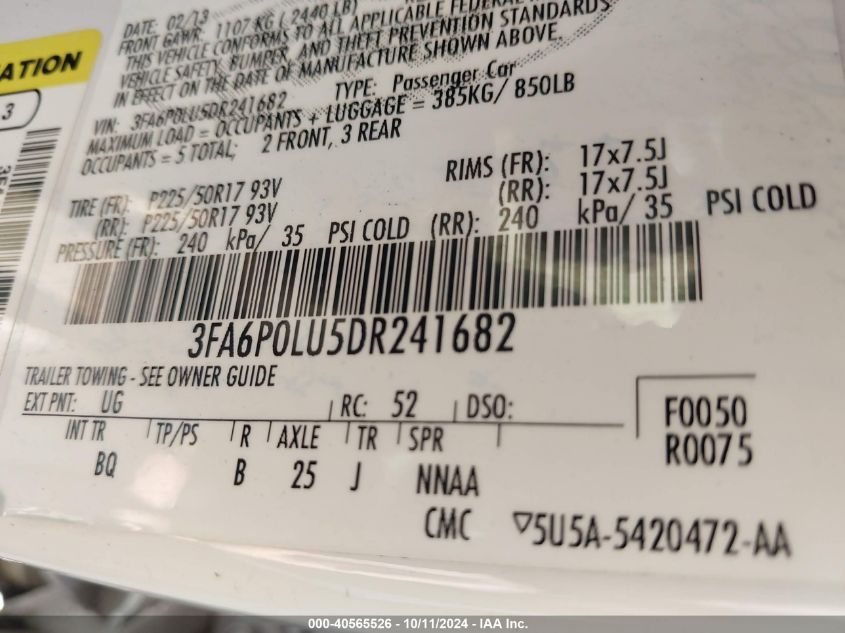 ATION
3
DATE: 02/13
FRONT GAWR: 1107 KG ( 2440 LB)
THIS VEHICLE CONFORMS TO ALL APPLICABLE FEDERAL
VEHICLE SAFETY, BUMPER, AND THEFT PREVENTION STANDARDS
IN EFFECT ON THE DATE OF MANUFACTURE SHOWN ABOVE.
VIN: 3FA6P0LU5DR241682 TYPE: Passenger Car
MAXIMUM LOAD = OCCUPANTS + LUGGAGE = 385KG/ 850LB
OCCUPANTS = 5 TOTAL; 2 FRONT, 3 REAR
TIRE (FR): P225/50R17 93V RIMS (FR): 17x7.5J
(RR): P225/50R17 93V (RR): 17x7.5J
PRESSURE (FR): 240 kPa/ 35 PSI COLD (RR): 240 kPa/ 35 PSI COLD
3FA6P0LU5DR241682
TRAILER TOWING - SEE OWNER GUIDE
EXT PNT: UG RC: 52 DSO: F0050
INT TR TP/PS R AXLE TR SPR R0075
BQ B 25 J NNAA
CMC ▽5U5A-5420472-AA
000-40565526 - 10/11/2024 - IAA Inc.